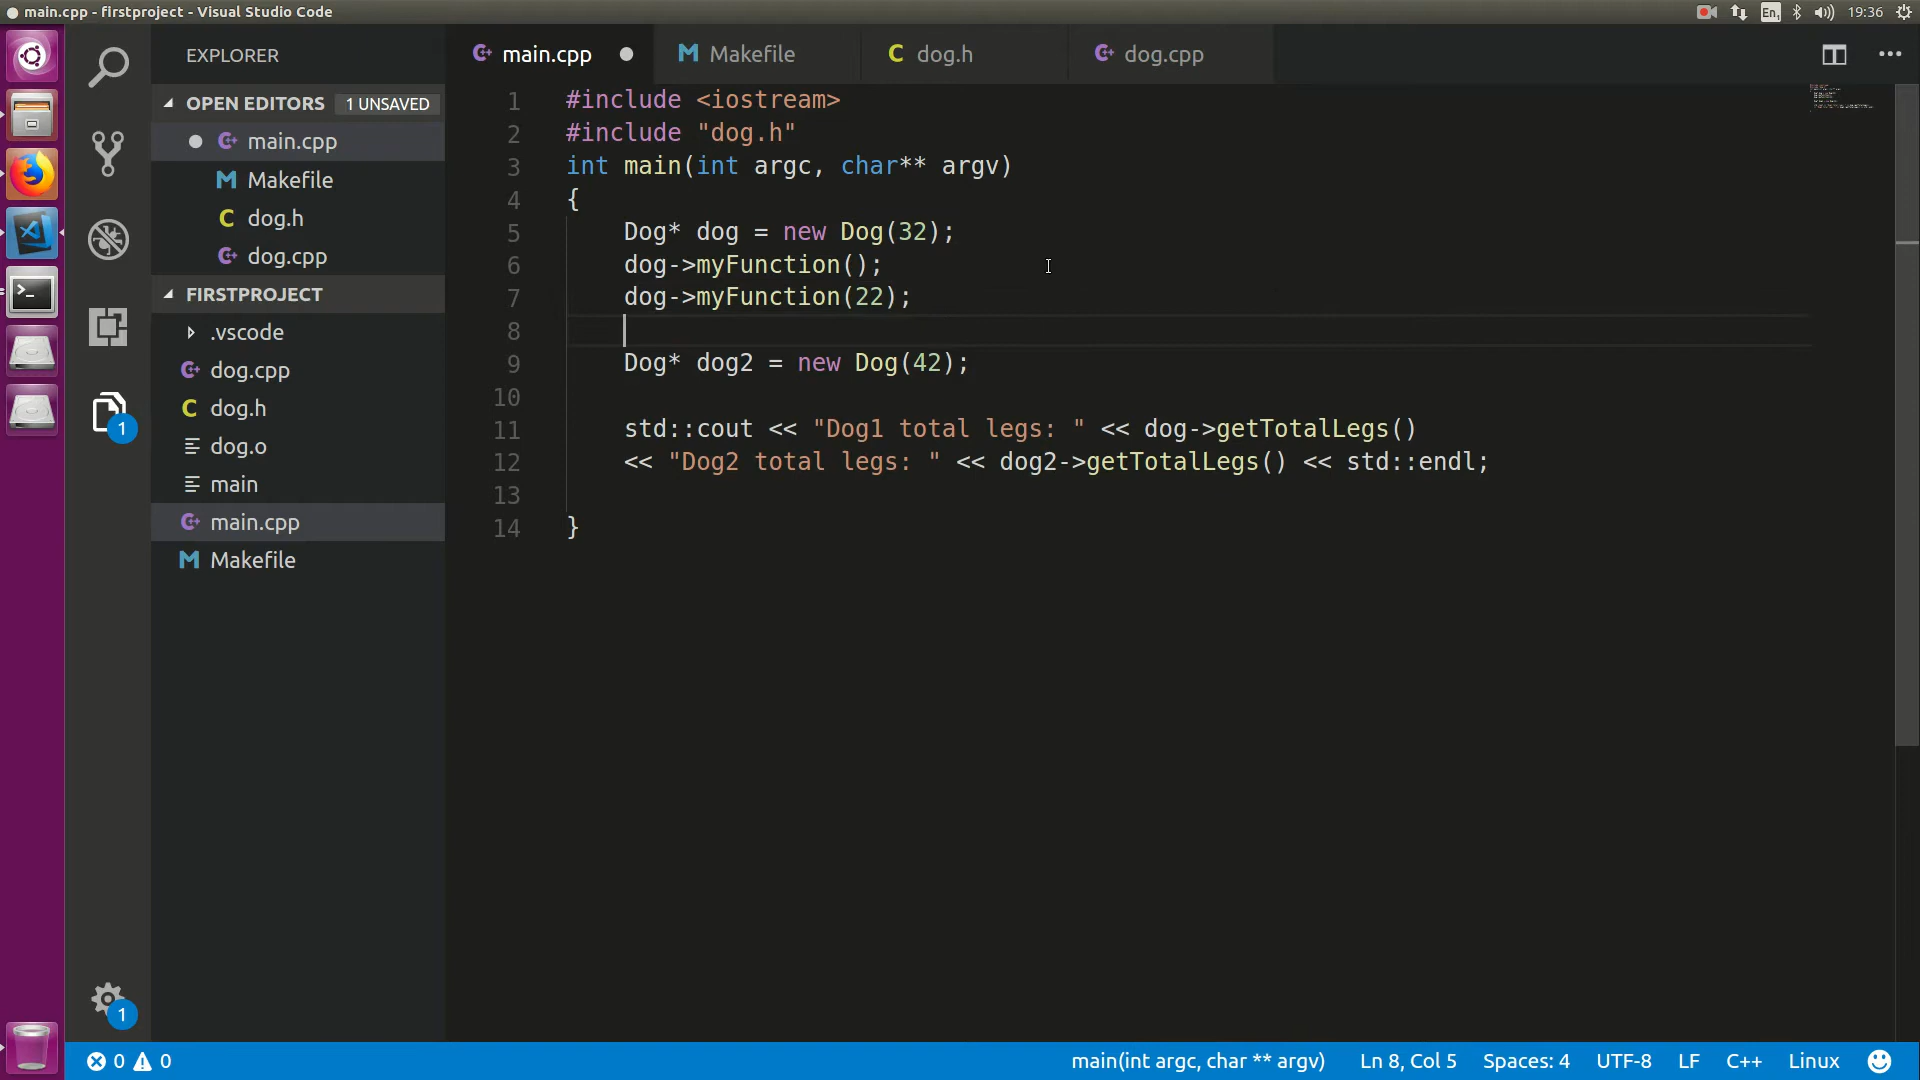 main.cpp - firstproject - Visual Studio Code
En1
19:36
EXPLORER
OPEN EDITORS 1 UNSAVED
main.cpp
Makefile
dog.h
dog.cpp
FIRSTPROJECT
.vscode
dog.cpp
dog.h
dog.o
main
main.cpp
Makefile
1
1
main.cpp
Makefile
dog.h
dog.cpp
1 #include <iostream>
2 #include "dog.h"
3 int main(int argc, char** argv)
4 {
5 Dog* dog = new Dog(32);
6 dog->myFunction();
7 dog->myFunction(22);
8
9 Dog* dog2 = new Dog(42);
10
11 std::cout << "Dog1 total legs: " << dog->getTotalLegs()
12 << "Dog2 total legs: " << dog2->getTotalLegs() << std::endl;
13
14 }
0 0 main(int argc, char ** argv) Ln 8, Col 5 Spaces: 4 UTF-8 LF C++ Linux